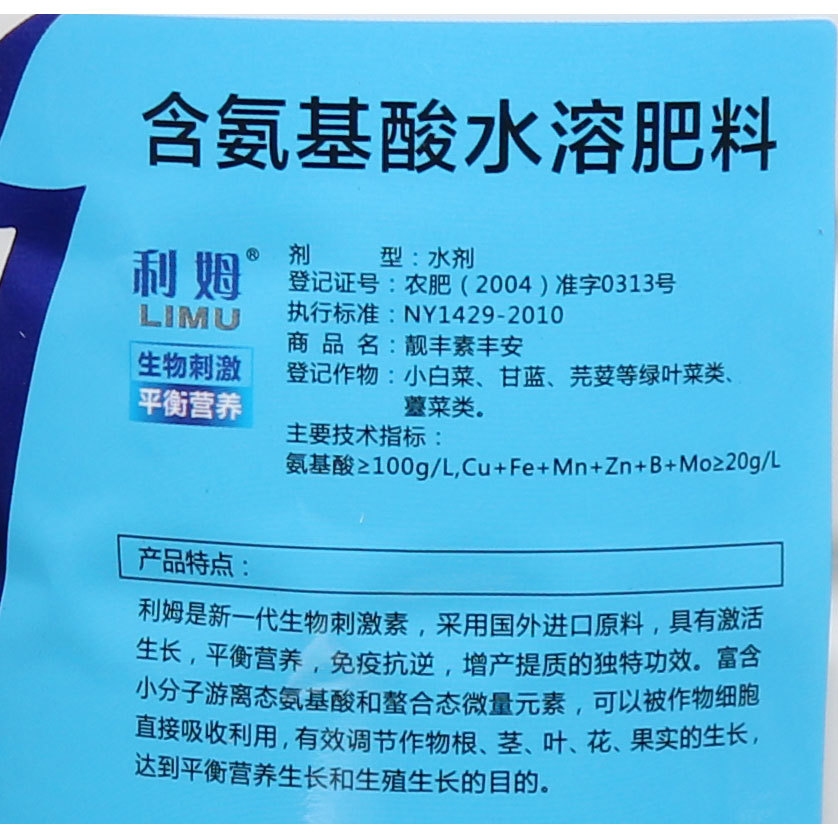 含氨基酸水溶肥料
利姆®
LIMU
生物刺激
平衡营养
剂 型：水剂
登记证号：农肥（2004）准字0313号
执行标准：NY1429-2010
商 品 名：靓丰素丰安
登记作物：小白菜、甘蓝、芫荽等绿叶菜类、
薹菜类。
主要技术指标：
氨基酸≥100g/L,Cu+Fe+Mn+Zn+B+Mo≥20g/L
产品特点：
利姆是新一代生物刺激素，采用国外进口原料，具有激活
生长，平衡营养，免疫抗逆，增产提质的独特功效。富含
小分子游离态氨基酸和螯合态微量元素，可以被作物细胞
直接吸收利用，有效调节作物根、茎、叶、花、果实的生长，
达到平衡营养生长和生殖生长的目的。